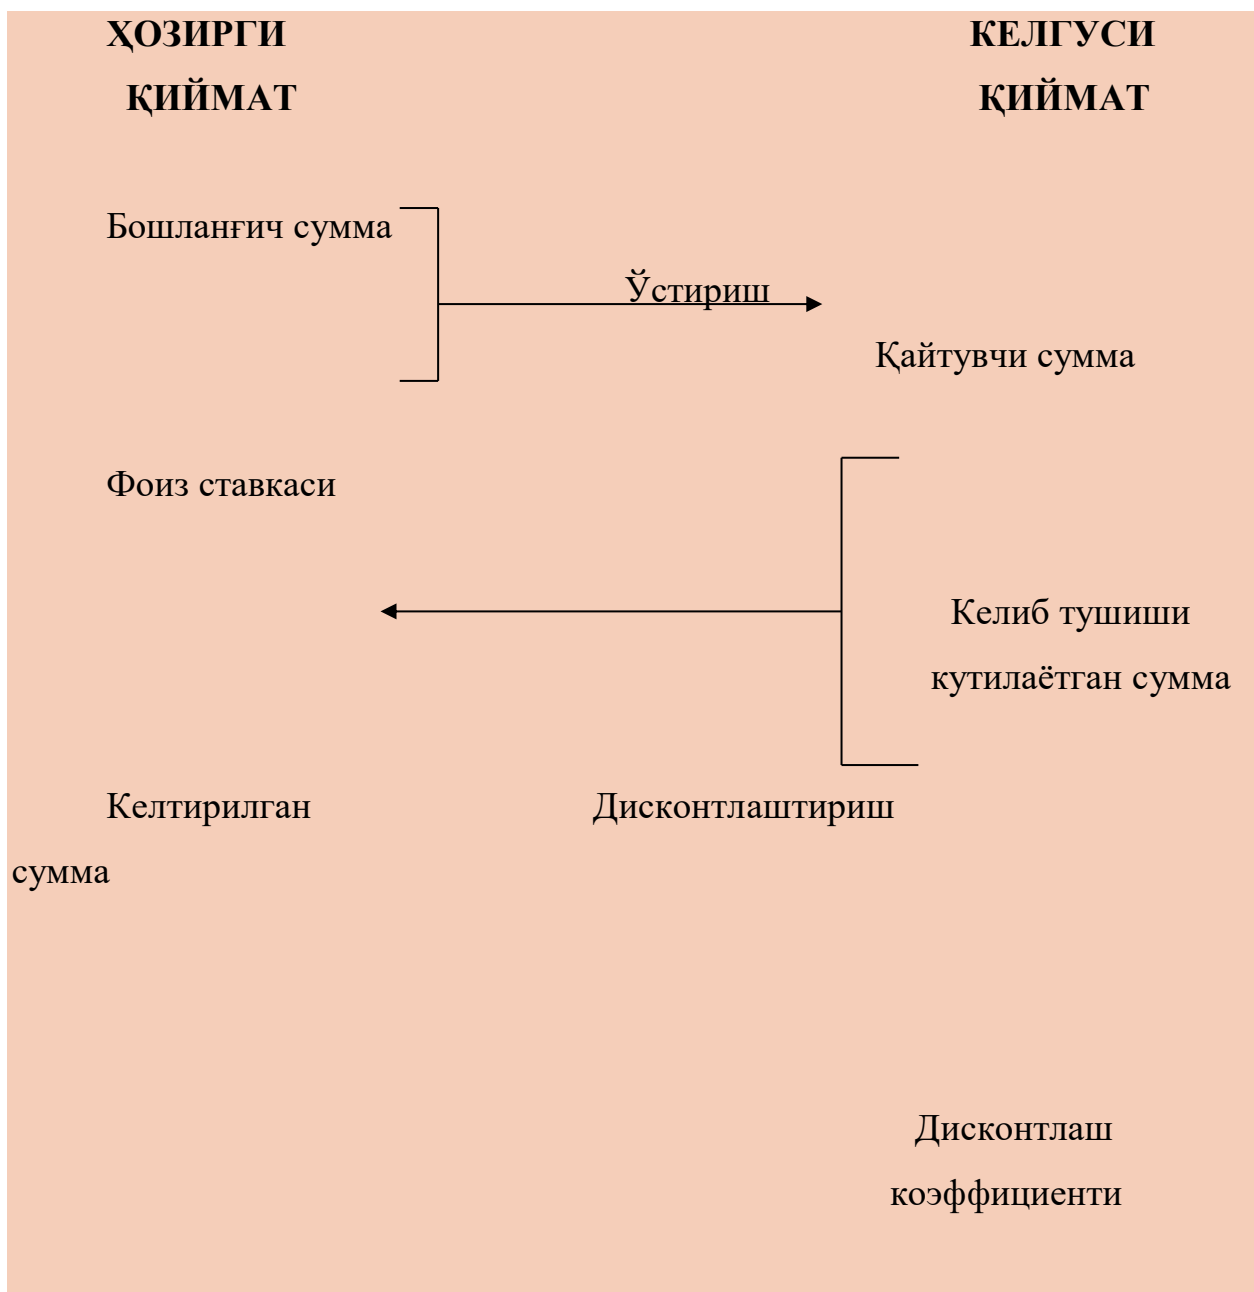 ҲОЗИРГИ КЕЛГУСИ
ҚИЙМАТ ҚИЙМАТ
Бошланғич сумма
Ўстириш
Қайтувчи сумма
Фоиз ставкаси
Келиб тушиши
кутилаётган сумма
Келтирилган Дисконтлаштириш
сумма
Дисконтлаш
коэффициенти